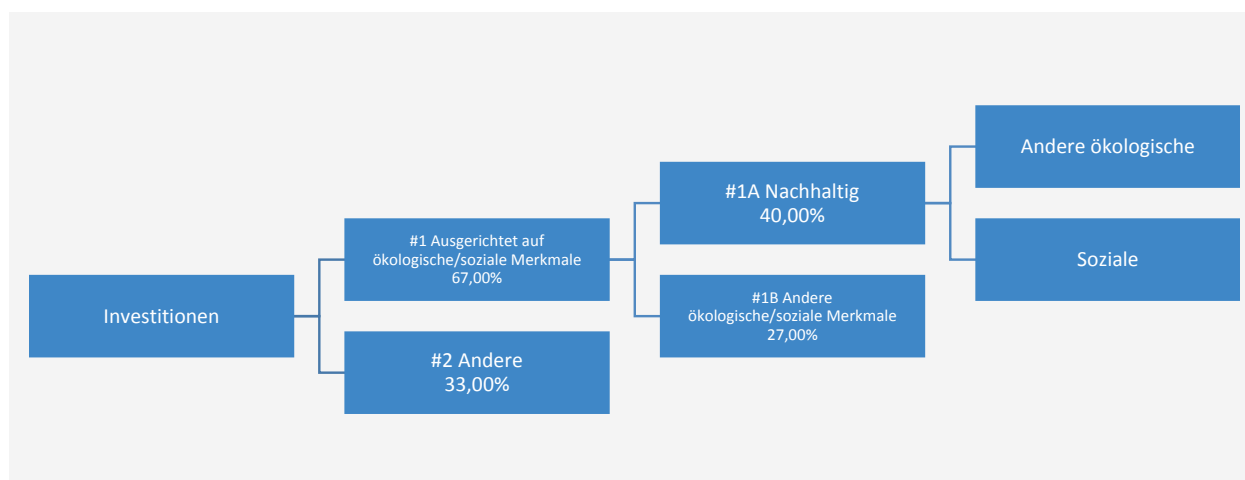 Investitionen
#1 Ausgerichtet auf
ökologische/soziale Merkmale
67,00%
#2 Andere
33,00%
#1A Nachhaltig
40,00%
#1B Andere
ökologische/soziale Merkmale
27,00%
Andere ökologische
Soziale